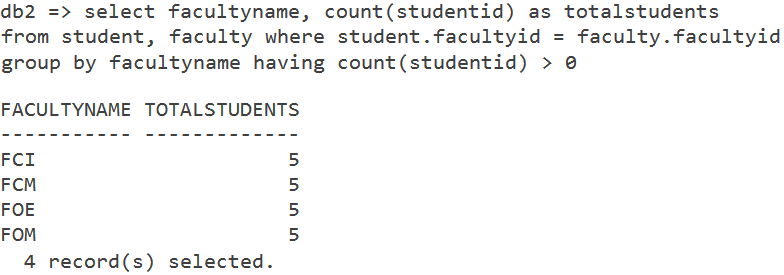 db2 => select facultyname, count(studentid) as totalstudents
from student, faculty where student.facultyid = faculty.facultyid
group by facultyname having count(studentid) > 0
FACULTYNAME TOTALSTUDENTS
----------- -------------
FCI 5
FCM 5
FOE 5
FOM 5
4 record(s) selected.